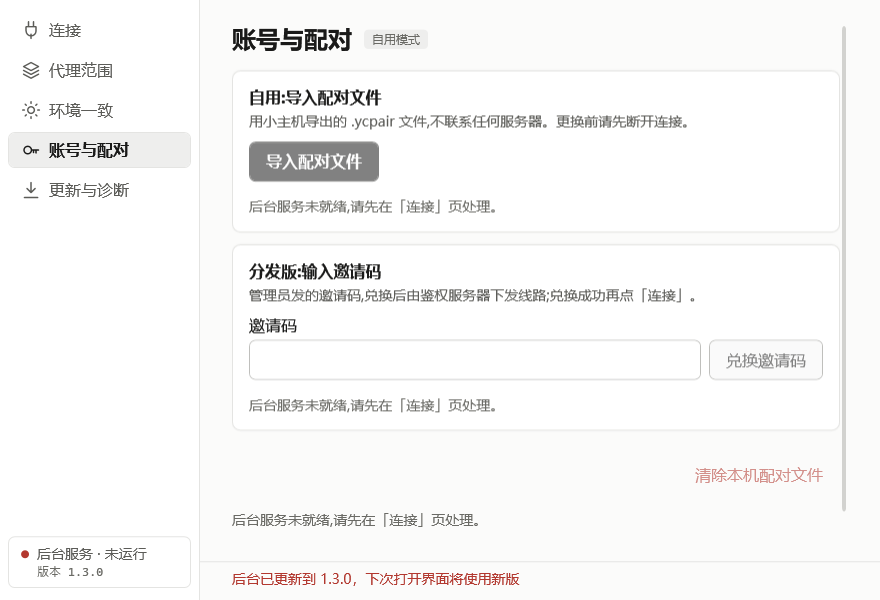 连接
代理范围
环境一致
账号与配对
更新与诊断
后台服务 · 未运行
版本 1.3.0
账号与配对 自用模式
自用:导入配对文件
用小主机导出的 .ycpair 文件,不联系任何服务器。更换前请先断开连接。
导入配对文件
后台服务未就绪,请先在「连接」页处理。
分发版:输入邀请码
管理员发的邀请码,兑换后由鉴权服务器下发线路;兑换成功再点「连接」。
邀请码
兑换邀请码
后台服务未就绪,请先在「连接」页处理。
清除本机配对文件
后台服务未就绪,请先在「连接」页处理。
后台已更新到 1.3.0，下次打开界面将使用新版